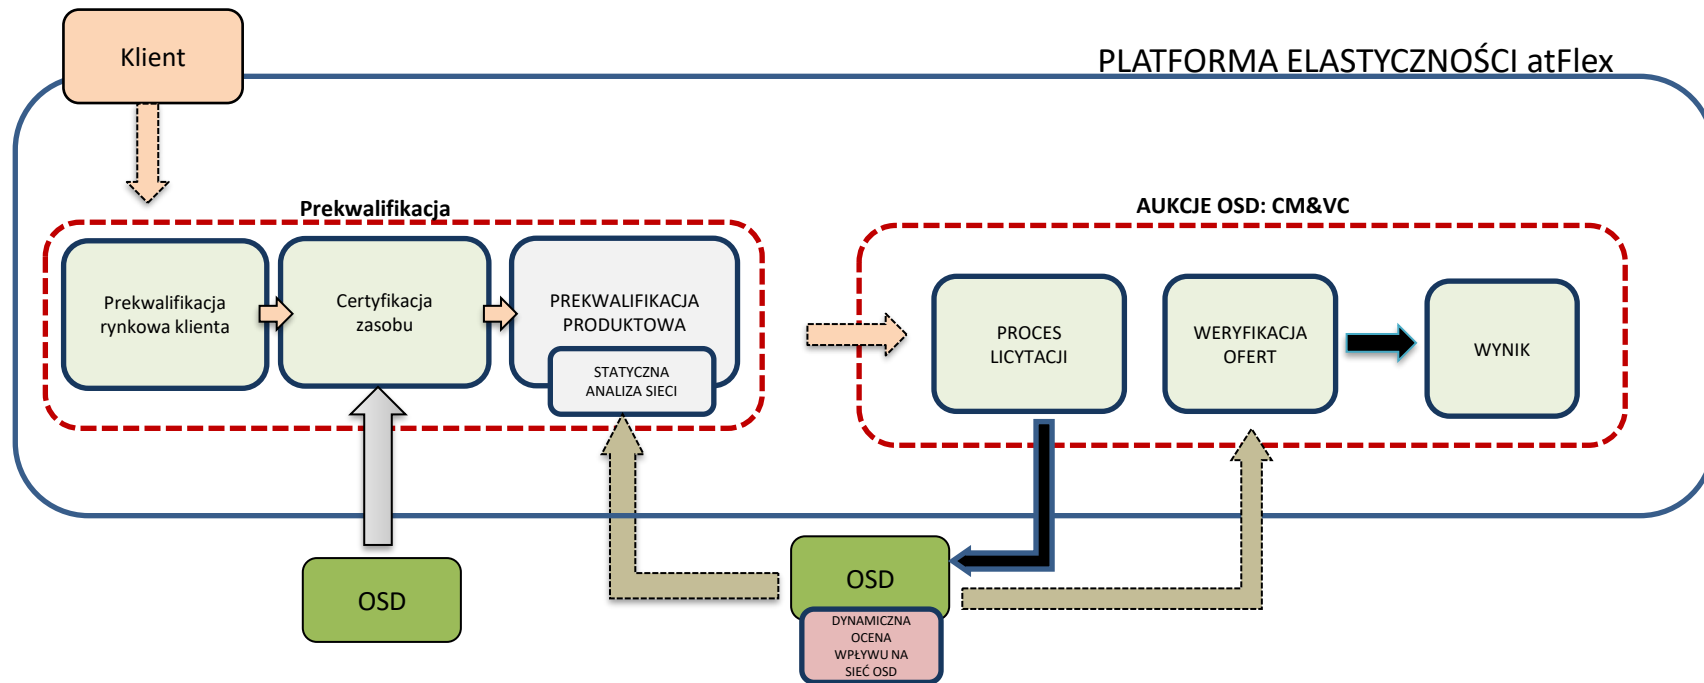 Klient
PLATFORMA ELASTYCZNOŚCI atFlex
Prekwalifikacja
Prekwalifikacja
rynkowa klienta
Certyfikacja
zasobu
PREKWALIFIKACJA
PRODUKTOWA
STATYCZNA
ANALIZA SIECI
AUKCJE OSD: CM&VC
PROCES
LICYTACJI
WERYFIKACJA
OFERT
WYNIK
OSD
OSD
DYNAMICZNA
OCENA
WPŁYWU NA
SIEĆ OSD